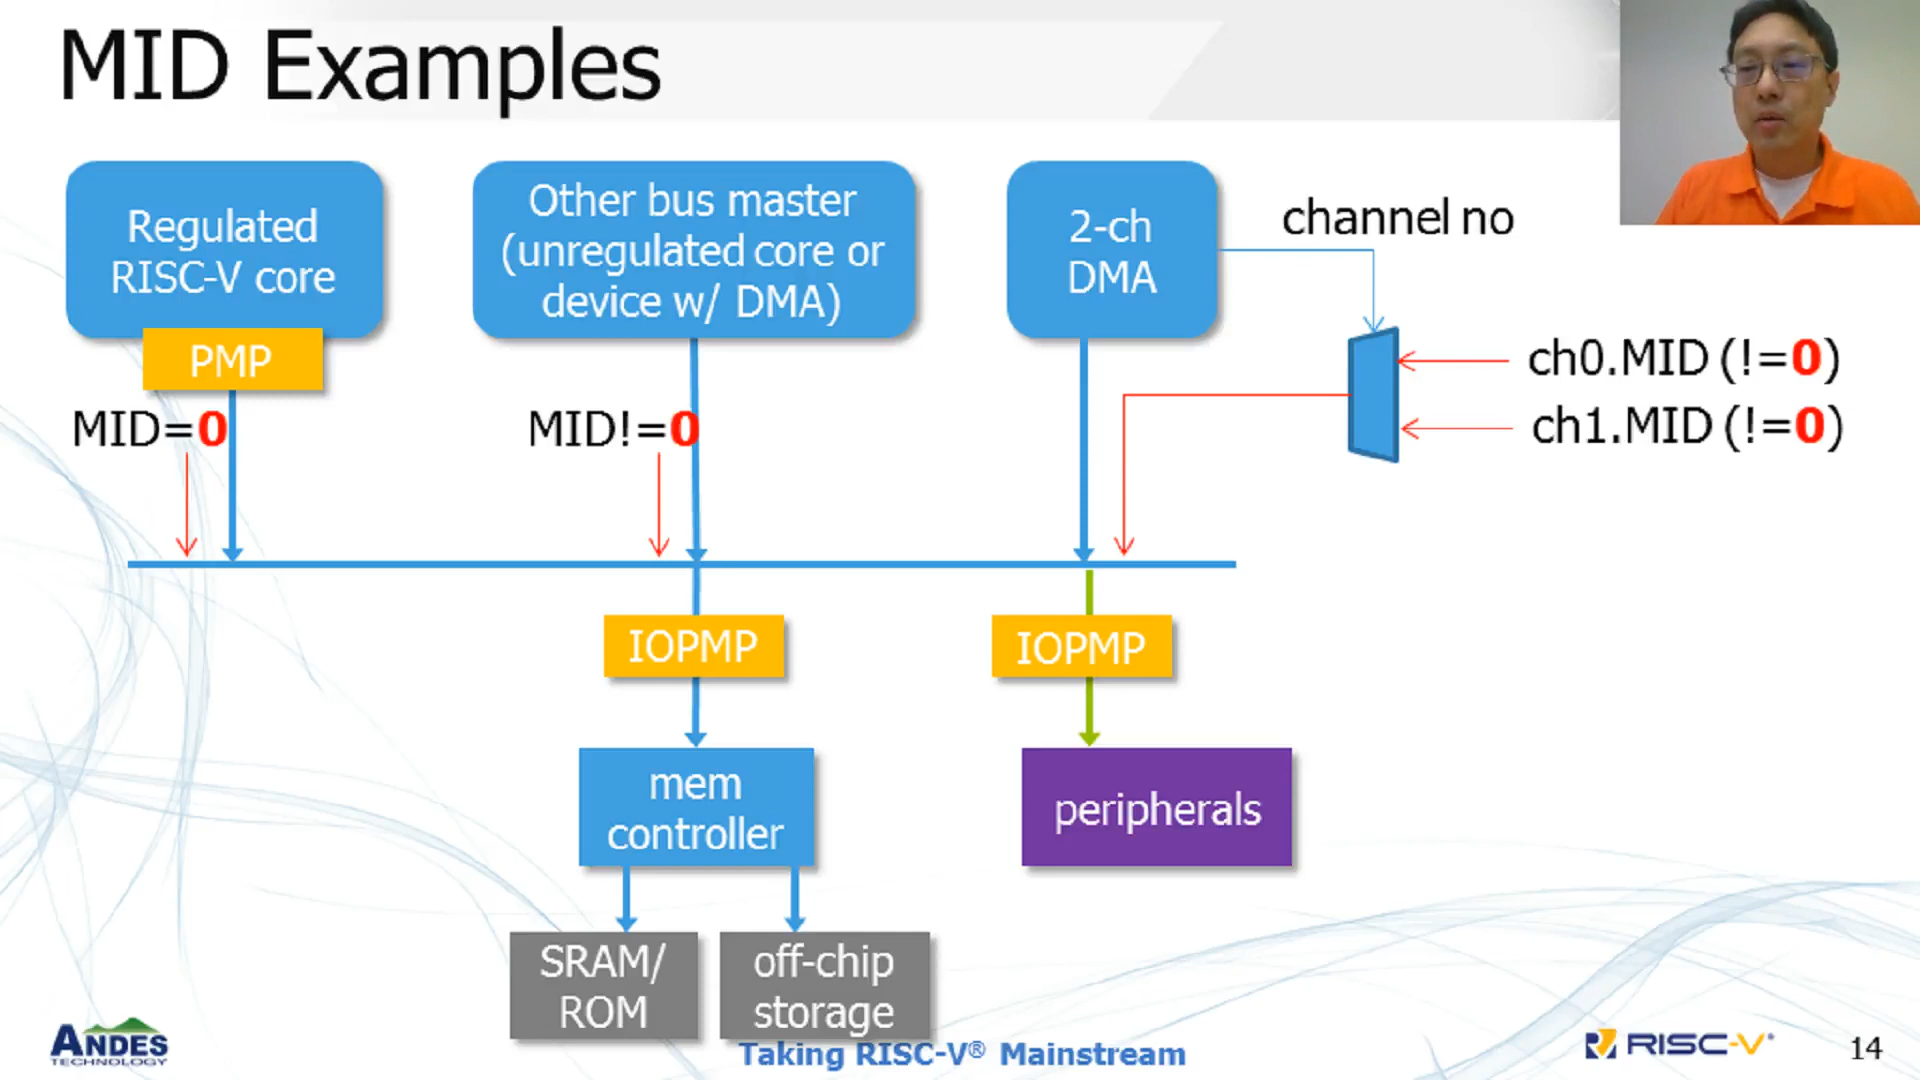 MID Examples
Regulated
RISC-V core
PMP
MID=0
Other bus master
(unregulated core or
device w/ DMA)
MID!=0
2-ch
DMA
channel no
ch0.MID (!=0)
ch1.MID (!=0)
IOPMP
IOPMP
mem
controller
peripherals
SRAM/
ROM
off-chip
storage
ANDES
TECHNOLOGY
Taking RISC-V® Mainstream
RISC-V®
14